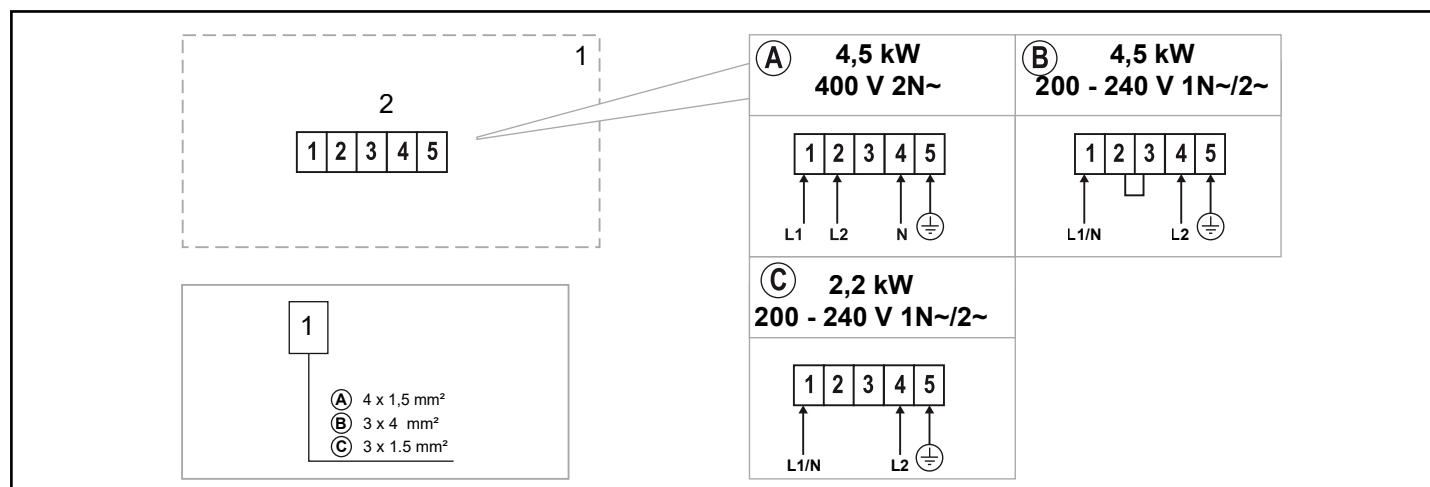 1
2
1 2 3 4 5
A 4,5 kW
400 V 2N~
B 4,5 kW
200 - 240 V 1N~/2~
1 2 3 4 5
L1 L2 N
1 2 3 4 5
L1/N L2
C 2,2 kW
200 - 240 V 1N~/2~
1 2 3 4 5
L1/N L2
1
A 4 x 1,5 mm²
B 3 x 4 mm²
C 3 x 1.5 mm²